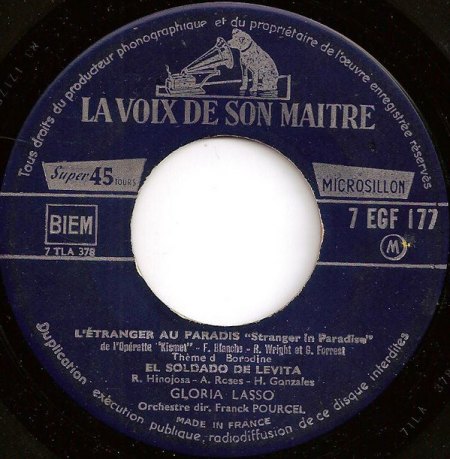 Tous droits du producteur phonographique et du propriétaire de l'œuvre enregistrée réservés
LA VOIX DE SON MAITRE
Super 45 TOURS
MICROSILLON
BIEM
7 TLA 378
7 EGF 177
M
L'ÉTRANGER AU PARADIS "Stranger in Paradise"
de l'Opérette "Kismet" - F. Blanche - R. Wright et G. Forrest
Thème d Borodine
EL SOLDADO DE LEVITA
R. Hinojosa - A. Roses - H. Gonzales
GLORIA LASSO
Orchestre dir. Franck POURCEL
MADE IN FRANCE
Duplication exécution publique, radiodiffusion de ce disque interdites